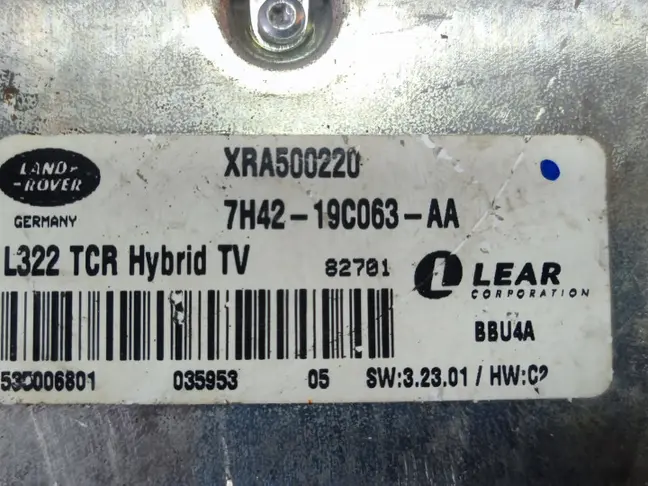 LAND-
-ROVER
GERMANY
XRA500220
7H42-19C063-AA
L322 TCR Hybrid TV
82701
LEAR
CORPORATION
BBU4A
535006801 035953 05 SW:3.23.01 / HW:C2